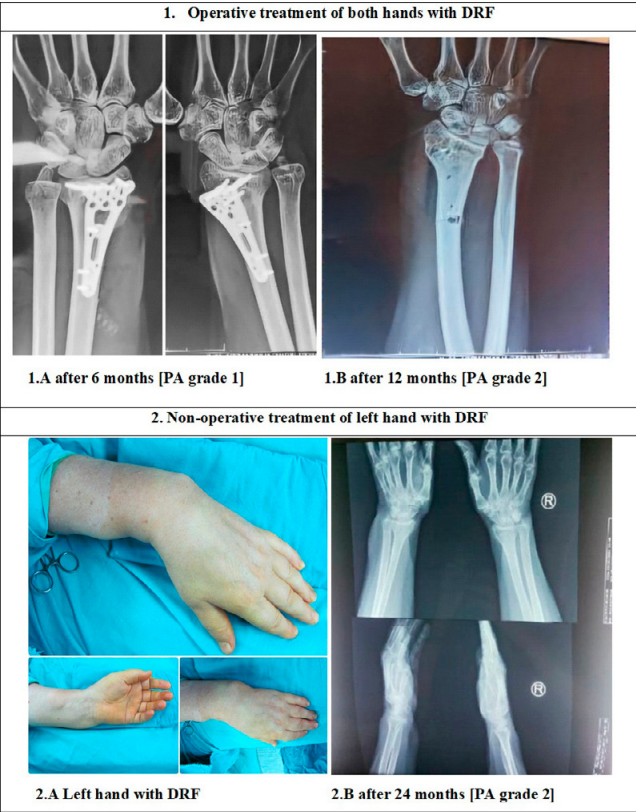 1. Operative treatment of both hands with DRF
1.A after 6 months [PA grade 1]
1.B after 12 months [PA grade 2]
2. Non-operative treatment of left hand with DRF
R
R
2.A Left hand with DRF
2.B after 24 months [PA grade 2]